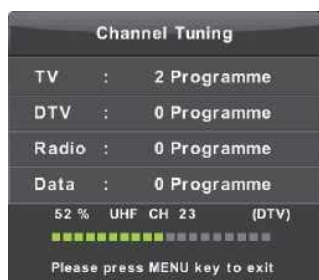 Channel Tuning
TV : 2 Programme
DTV : 0 Programme
Radio : 0 Programme
Data : 0 Programme
52 % UHF CH 23 (DTV)
Please press MENU key to exit